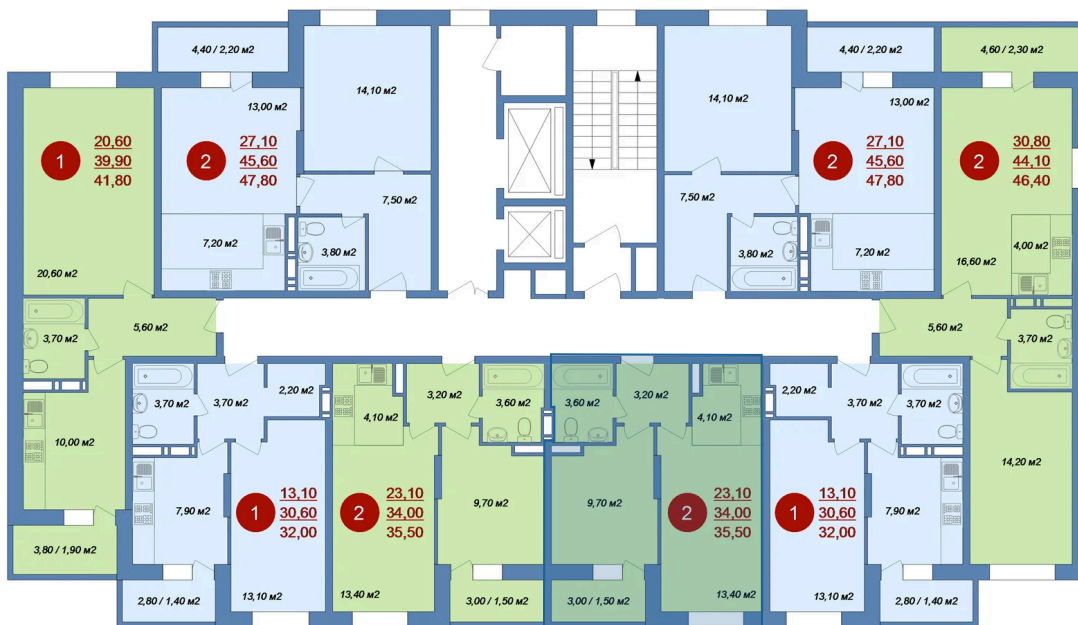 4,40 / 2,20 м2
14,10 м2
13,00 м2
1
20,60
39,90
41,80
2
27,10
45,60
47,80
7,50 м2
7,20 м2
3,80 м2
20,60 м2
4,40 / 2,20 м2
4,60 / 2,30 м2
14,10 м2
13,00 м2
2
27,10
45,60
47,80
2
30,80
44,10
46,40
7,50 м2
3,80 м2
7,20 м2
4,00 м2
16,60 м2
3,70 м2
5,60 м2
5,60 м2
3,70 м2
3,70 м2
3,70 м2
2,20 м2
4,10 м2
3,20 м2
3,60 м2
3,60 м2
3,20 м2
4,10 м2
2,20 м2
3,70 м2
3,70 м2
10,00 м2
14,20 м2
7,90 м2
1
13,10
30,60
32,00
2
23,10
34,00
35,50
9,70 м2
9,70 м2
2
23,10
34,00
35,50
1
13,10
30,60
32,00
7,90 м2
3,80 / 1,90 м2
2,80 / 1,40 м2
13,10 м2
13,40 м2
3,00 / 1,50 м2
3,00 / 1,50 м2
13,40 м2
13,10 м2
2,80 / 1,40 м2